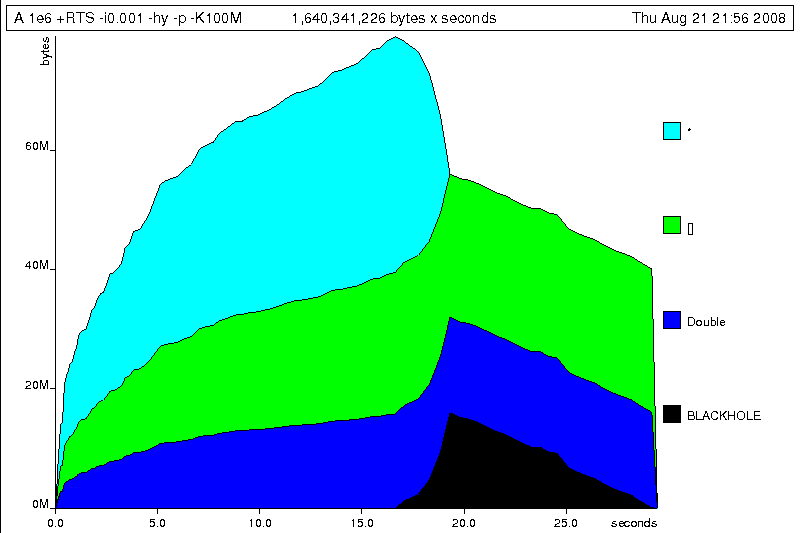 A 1e6 +RTS -i0.001 -hy -p -K100M 1,640,341,226 bytes x seconds Thu Aug 21 21:56 2008
bytes
60M
40M
20M
0M
0.0 5.0 10.0 15.0 20.0 25.0 seconds
*
[]
Double
BLACKHOLE